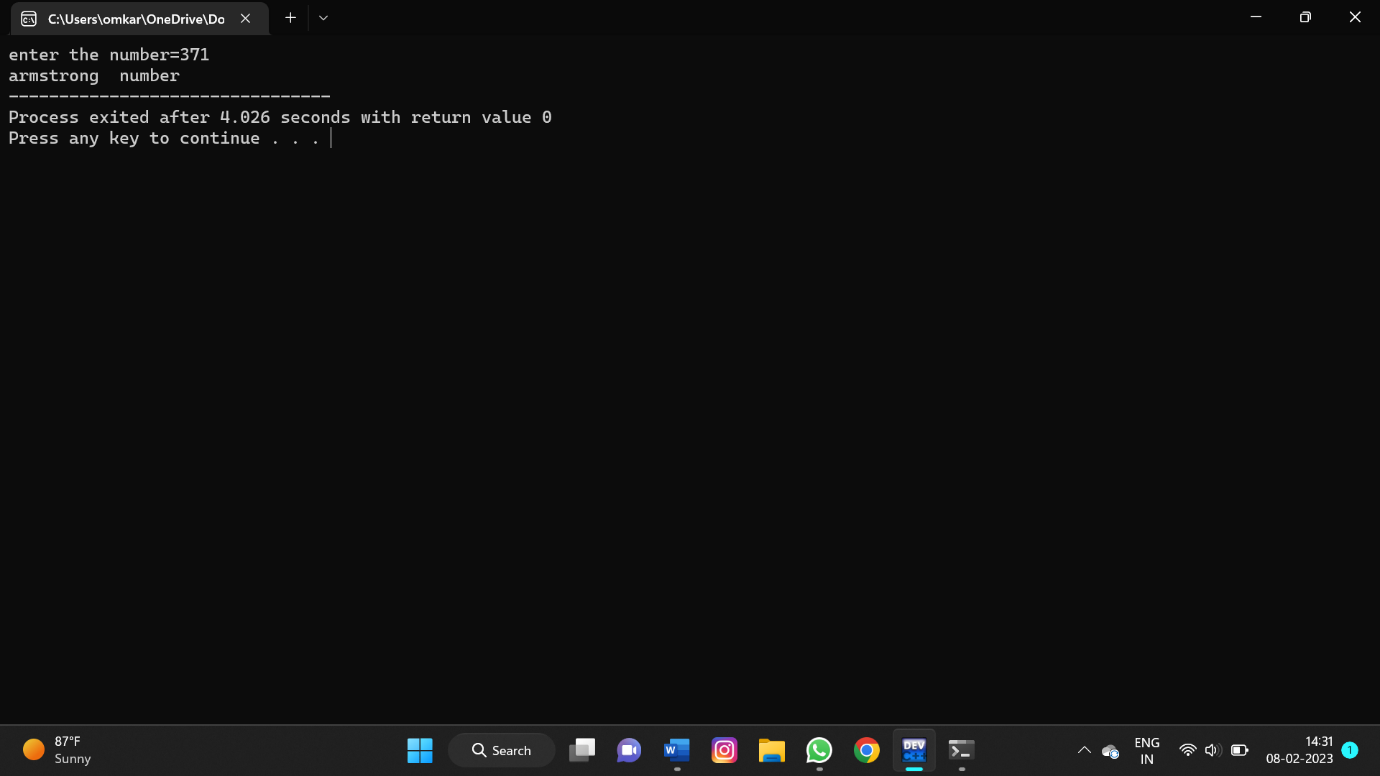 C:\Users\omkar\OneDrive\Do
enter the number=371
armstrong  number
--------------------------------
Process exited after 4.026 seconds with return value 0
Press any key to continue . . .
87°F
Sunny
Search
DEV
ENG
IN
14:31
08-02-2023
1